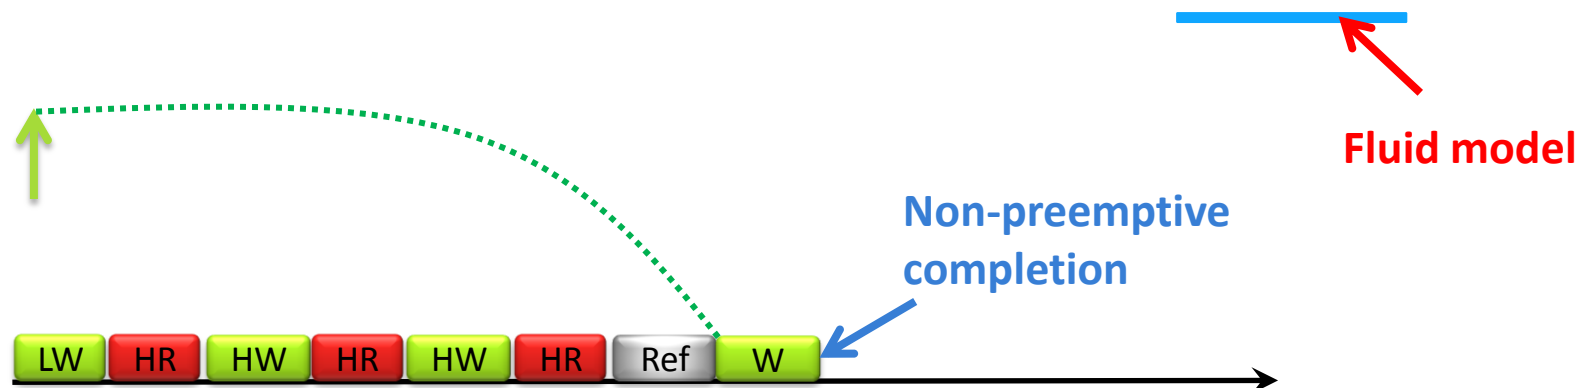 Fluid model
Non-preemptive
completion
LW HR HW HR HW HR Ref W